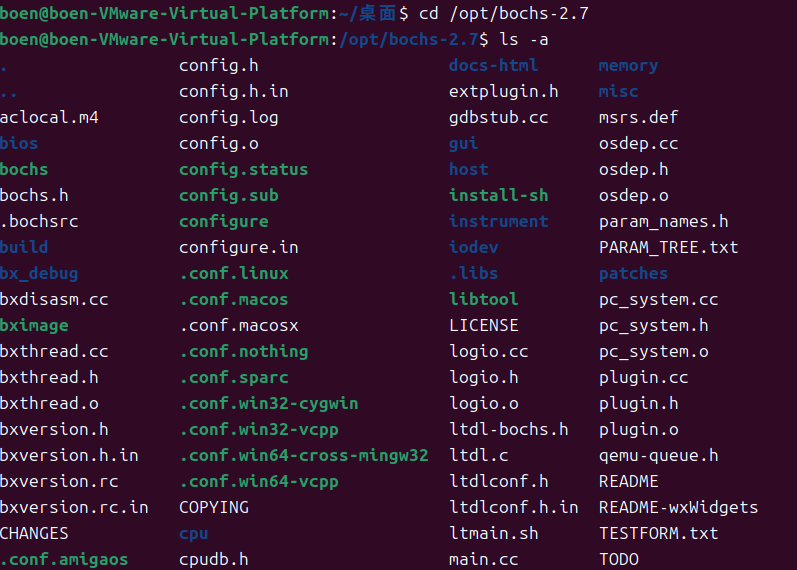 boen@boen-VMware-Virtual-Platform:~/桌面$ cd /opt/bochs-2.7
boen@boen-VMware-Virtual-Platform:/opt/bochs-2.7$ ls -a
. config.h docs-html memory
.. config.h.in extplugin.h misc
aclocal.m4 config.log gdbstub.cc msrs.def
bios config.o gui osdep.cc
bochs config.status host osdep.h
bochs.h config.sub install-sh osdep.o
.bochsrc configure instrument param_names.h
build configure.in iodev PARAM_TREE.txt
bx_debug .conf.linux .libs patches
bxdisasm.cc .conf.macos libtool pc_system.cc
bximage .conf.macosx LICENSE pc_system.h
bxthread.cc .conf.nothing logio.cc pc_system.o
bxthread.h .conf.sparc logio.h plugin.cc
bxthread.o .conf.win32-cygwin logio.o plugin.h
bxversion.h .conf.win32-vcpp ltdl-bochs.h plugin.o
bxversion.h.in .conf.win64-cross-mingw32 ltdl.c qemu-queue.h
bxversion.rc .conf.win64-vcpp ltdlconf.h README
bxversion.rc.in COPYING ltdlconf.h.in README-wxWidgets
CHANGES cpu ltmain.sh TESTFORM.txt
.conf.amigaos cpudb.h main.cc TODO